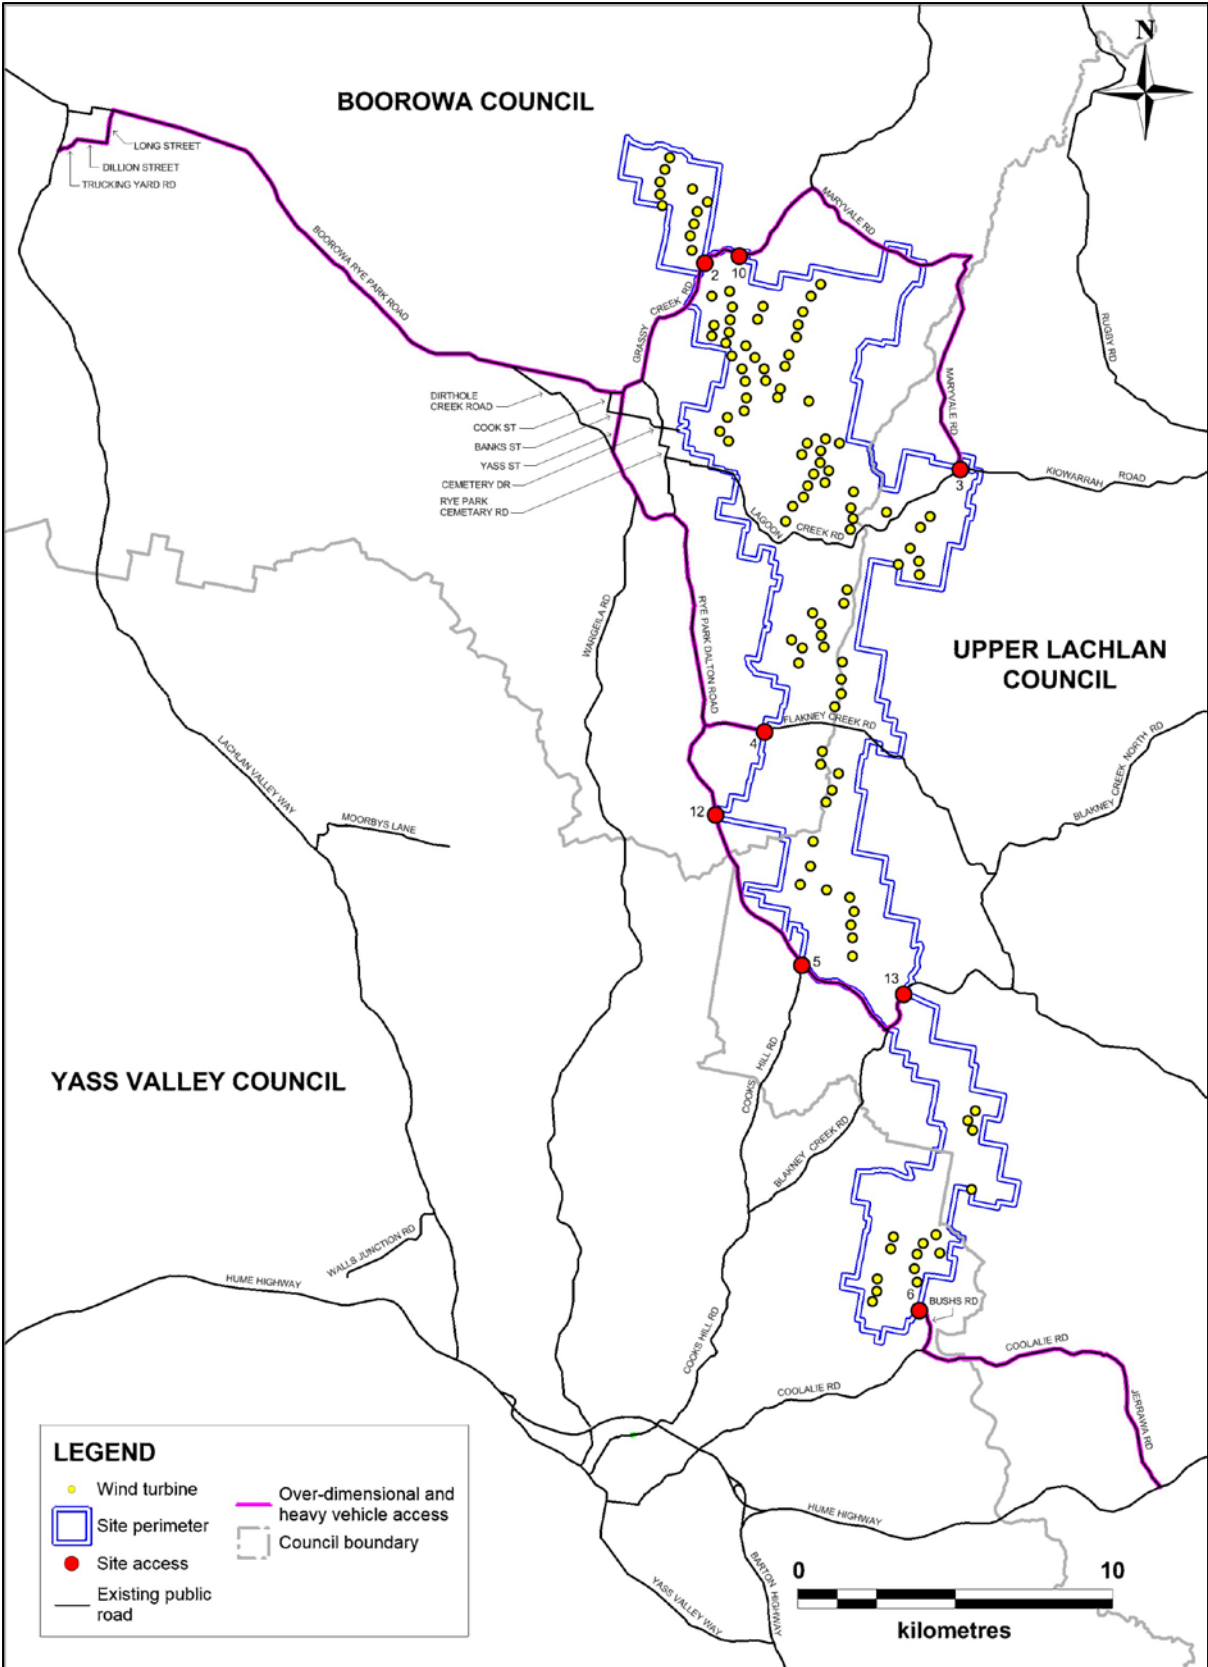 N
BOOROWA COUNCIL
LONG STREET
DILLION STREET
TRUCKING YARD RD
MARYVALE RD
BOOROWA RYE PARK ROAD
2
10
GRASSY CREEK RD
RUGBY RD
MARYVALE RD
DIRTHOLE
CREEK ROAD
COOK ST
BANKS ST
YASS ST
CEMETERY DR
RYE PARK
CEMETARY RD
3
KIOWARRAH ROAD
LAGOON CREEK RD
WARGEILA RD
RYE PARK DALTON ROAD
UPPER LACHLAN
COUNCIL
FLAKNEY CREEK RD
4
BLAKNEY CREEK NORTH RD
LACHLAN VALLEY WAY
MOORBYS LANE
12
5
13
YASS VALLEY COUNCIL
COOKS HILL RD
BLAKNEY CREEK RD
WALLS JUNCTION RD
HUME HIGHWAY
6
BUSHS RD
COOKS HILL RD
COOLALIE RD
COOLALIE RD
JERRAWA RD
LEGEND
Wind turbine
Site perimeter
Site access
Existing public
road
Over-dimensional and
heavy vehicle access
Council boundary
HUME HIGHWAY
BARTON HIGHWAY
YASS VALLEY WAY
0
10
kilometres